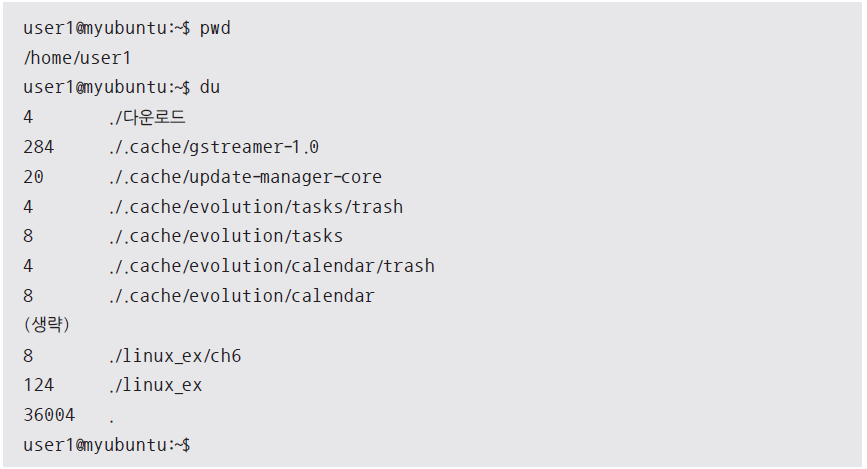 user1@myubuntu:~$ pwd
/home/user1
user1@myubuntu:~$ du
4 ./다운로드
284 ./.cache/gstreamer-1.0
20 ./.cache/update-manager-core
4 ./.cache/evolution/tasks/trash
8 ./.cache/evolution/tasks
4 ./.cache/evolution/calendar/trash
8 ./.cache/evolution/calendar
(생략)
8 ./linux_ex/ch6
124 ./linux_ex
36004 .
user1@myubuntu:~$